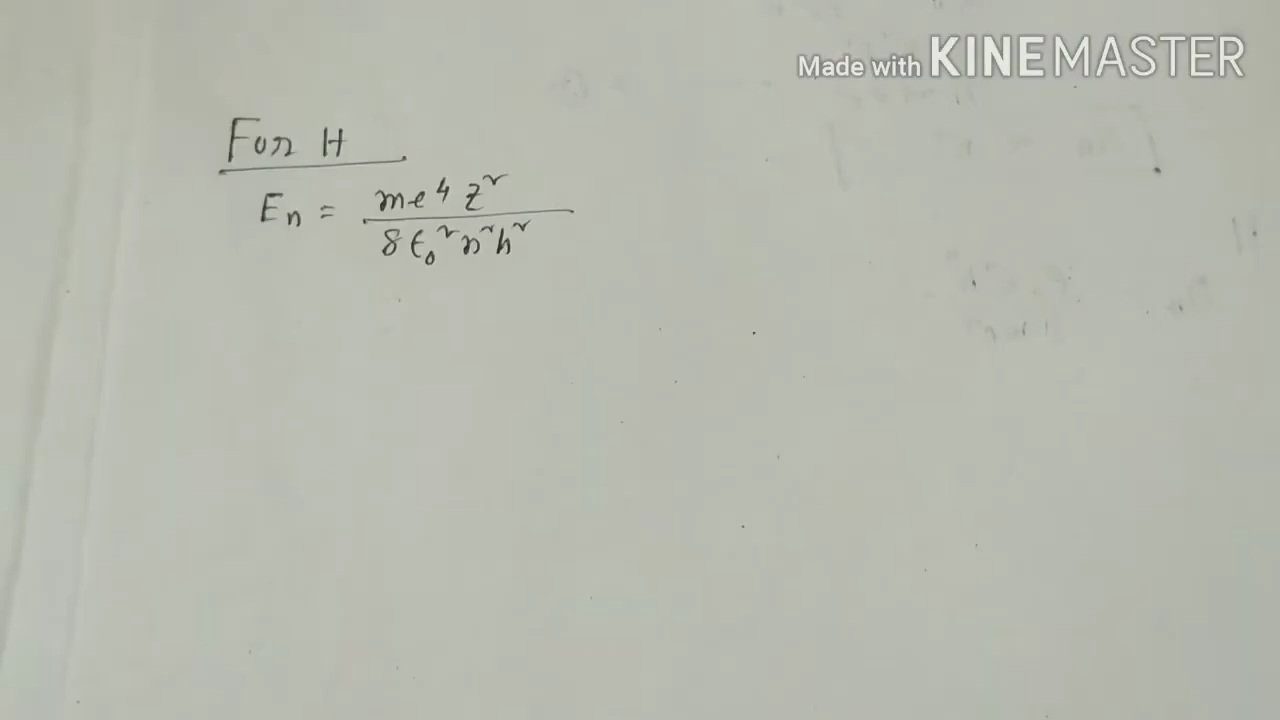 Made with KINEMASTER
For H
En = me⁴z² / 8ϵ₀²n²h²